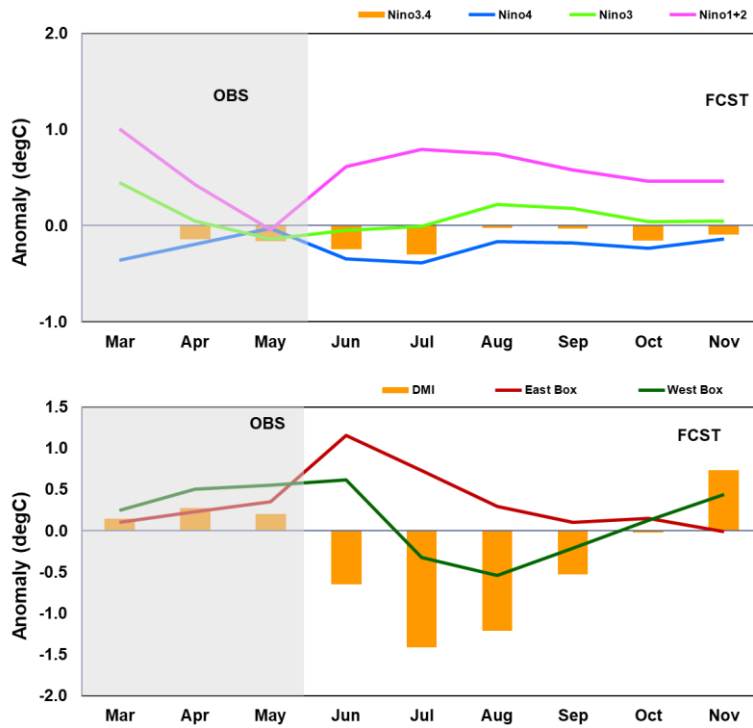 Nino3.4 Nino4 Nino3 Nino1+2
2.0
OBS FCST
1.0
Anomaly (degC)
0.0
-1.0
Mar Apr May Jun Jul Aug Sep Oct Nov
DMI East Box West Box
1.5
OBS FCST
1.0
0.5
Anomaly (degC)
0.0
-0.5
-1.0
-1.5
-2.0
Mar Apr May Jun Jul Aug Sep Oct Nov